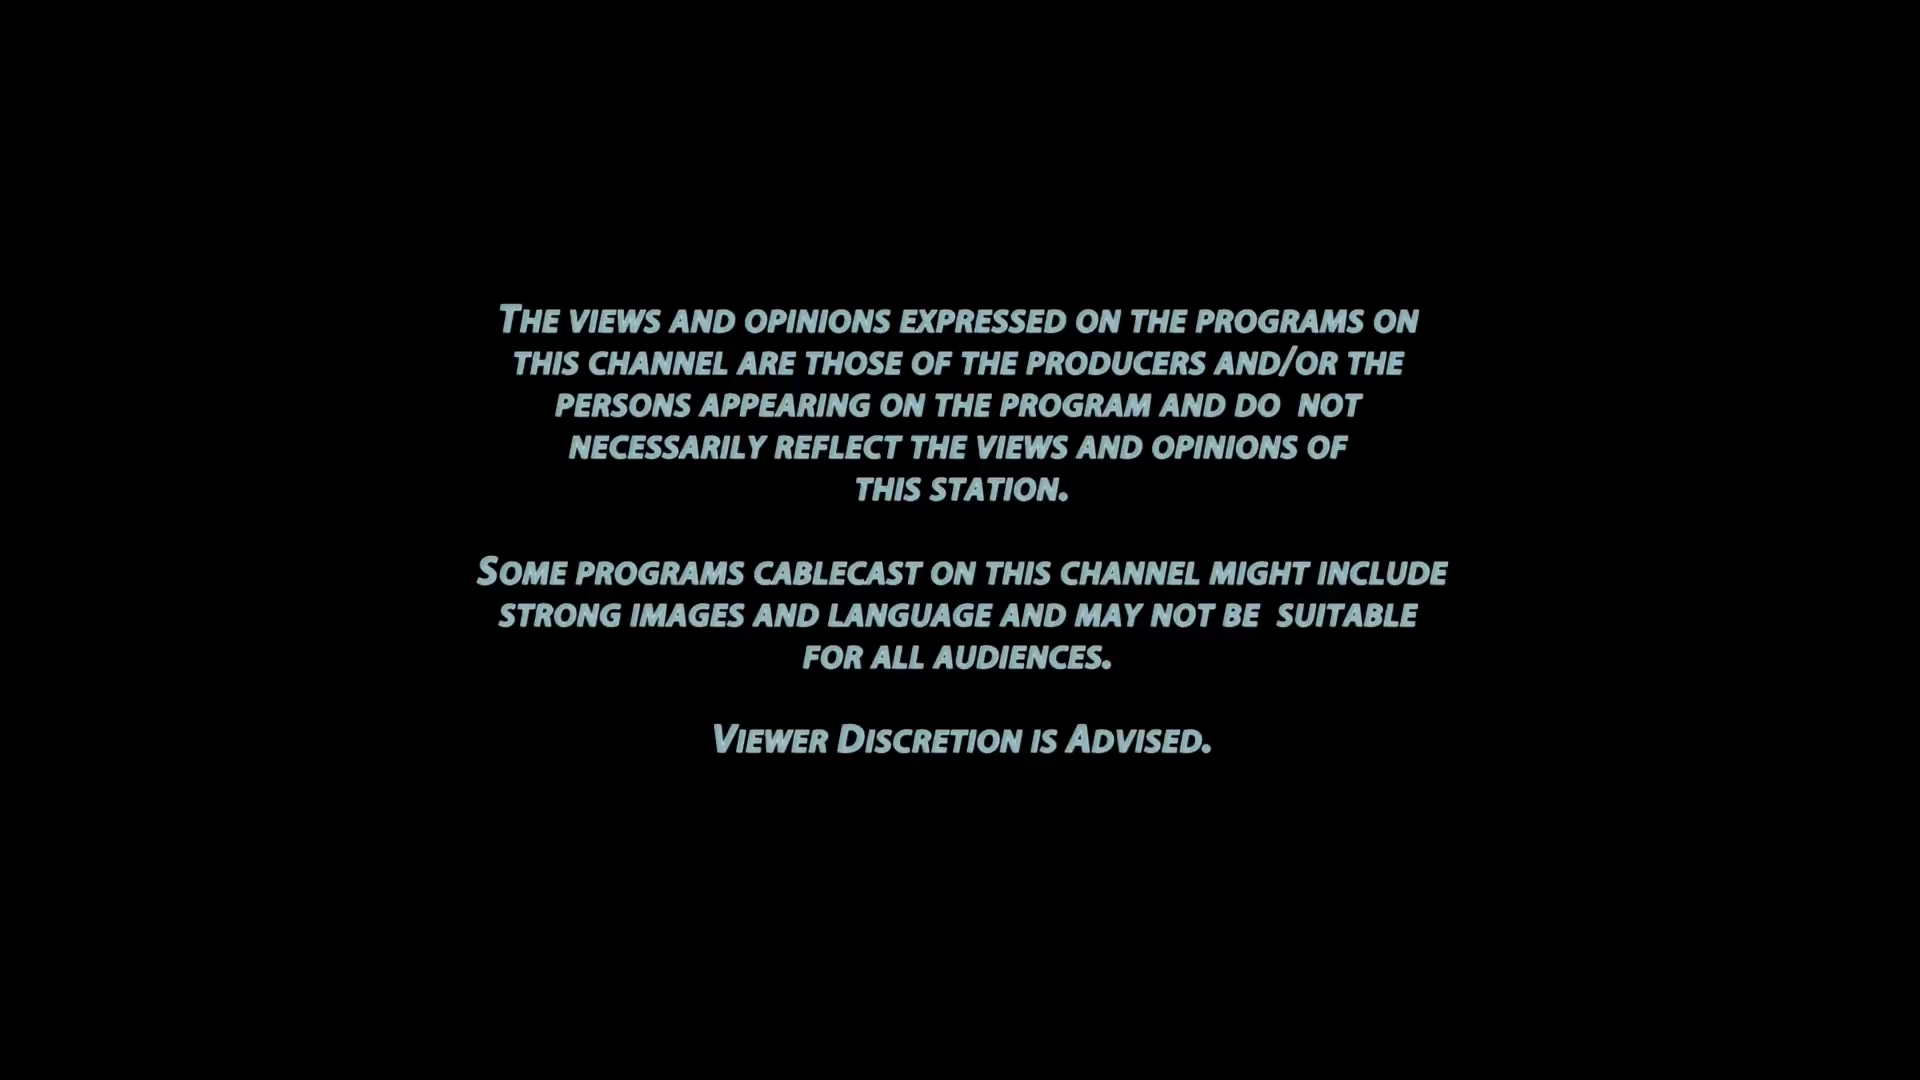 The views and opinions expressed on the programs on
this channel are those of the producers and/or the
persons appearing on the program and do  not
necessarily reflect the views and opinions of
this station.
Some programs cablecast on this channel might include
strong images and language and may not be  suitable
for all audiences.
Viewer Discretion is Advised.